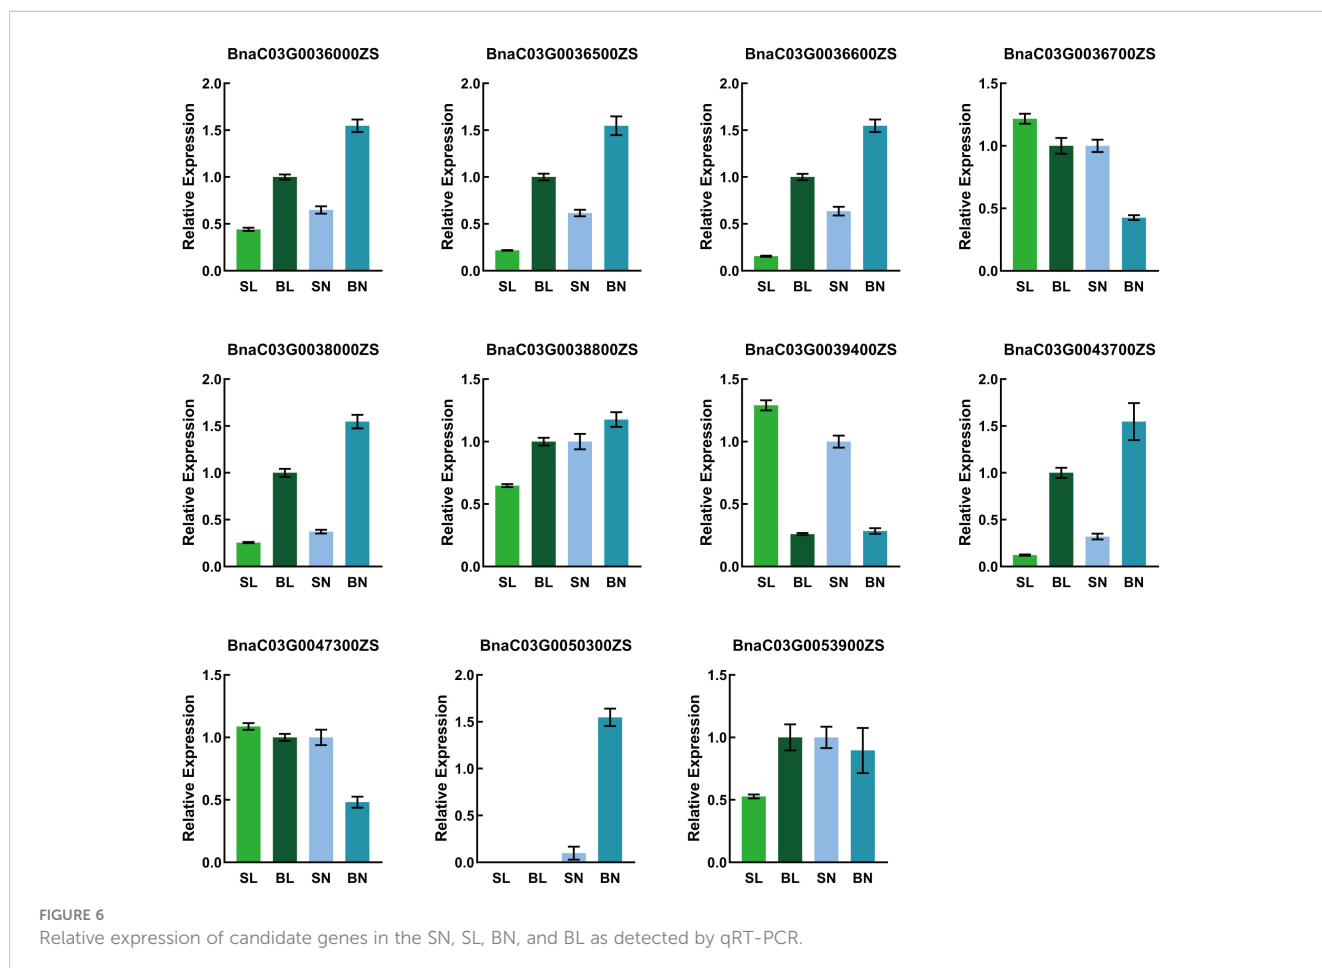 BnaC03G0036000ZS
Relative Expression
2.0
1.5
1.0
0.5
0.0
SL BL SN BN
BnaC03G0036500ZS
Relative Expression
2.0
1.5
1.0
0.5
0.0
SL BL SN BN
BnaC03G0036600ZS
Relative Expression
2.0
1.5
1.0
0.5
0.0
SL BL SN BN
BnaC03G0036700ZS
Relative Expression
1.5
1.0
0.5
0.0
SL BL SN BN
BnaC03G0038000ZS
Relative Expression
2.0
1.5
1.0
0.5
0.0
SL BL SN BN
BnaC03G0038800ZS
Relative Expression
1.5
1.0
0.5
0.0
SL BL SN BN
BnaC03G0039400ZS
Relative Expression
1.5
1.0
0.5
0.0
SL BL SN BN
BnaC03G0043700ZS
Relative Expression
2.0
1.5
1.0
0.5
0.0
SL BL SN BN
BnaC03G0047300ZS
Relative Expression
1.5
1.0
0.5
0.0
SL BL SN BN
BnaC03G0050300ZS
Relative Expression
2.0
1.5
1.0
0.5
0.0
SL BL SN BN
BnaC03G0053900ZS
Relative Expression
1.5
1.0
0.5
0.0
SL BL SN BN
FIGURE 6
Relative expression of candidate genes in the SN, SL, BN, and BL as detected by qRT-PCR.